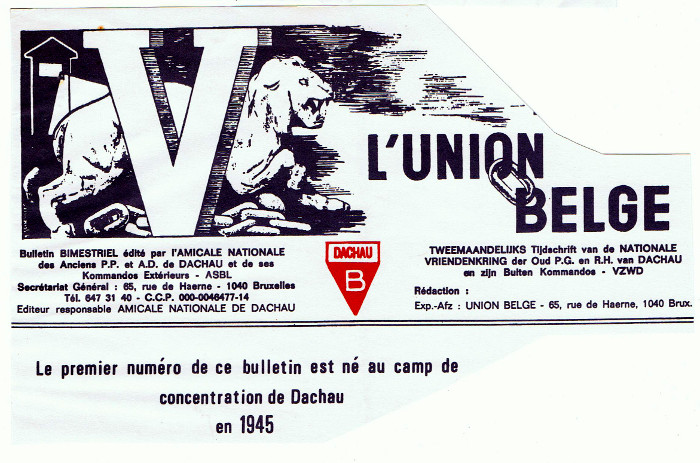 V
L'UNION
BELGE
Bulletin BIMESTRIEL édité par l'AMICALE NATIONALE
des Anciens P.P. et A.D. de DACHAU et de ses
Kommandos Extérieurs - ASBL
Secrétariat Général : 65, rue de Haerne - 1040 Bruxelles
Tél. 647 31 40 - C.C.P. 000-0046477-14
Editeur responsable AMICALE NATIONALE DE DACHAU
DACHAU
B
TWEEMAANDELIJKS Tijdschrift van de NATIONALE
VRIENDENKRING der Oud P.G. en R.H. van DACHAU
en zijn Buiten Kommandos - VZWD
Rédaction :
Exp.-Afz : UNION BELGE - 65, rue de Haerne, 1040 Brux.
Le premier numéro de ce bulletin est né au camp de
concentration de Dachau
en 1945